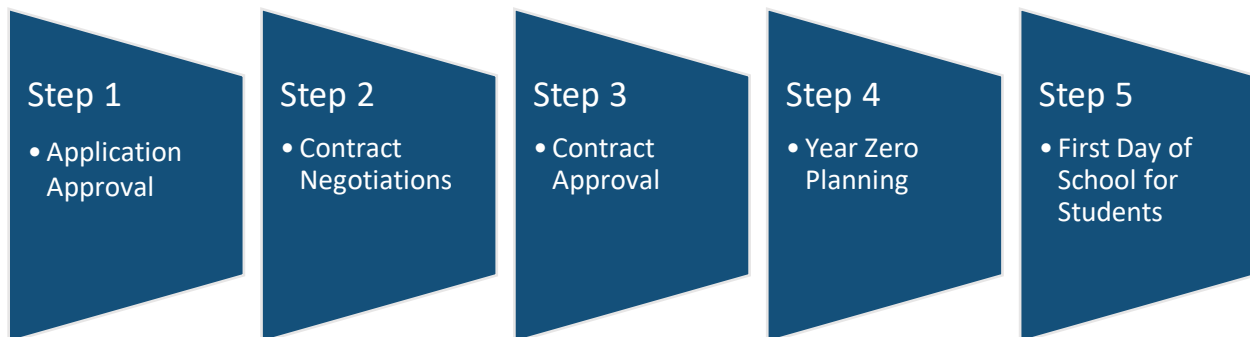 Step 1
• Application
Approval
Step 2
• Contract
Negotiations
Step 3
• Contract
Approval
Step 4
• Year Zero
Planning
Step 5
• First Day of
School for
Students